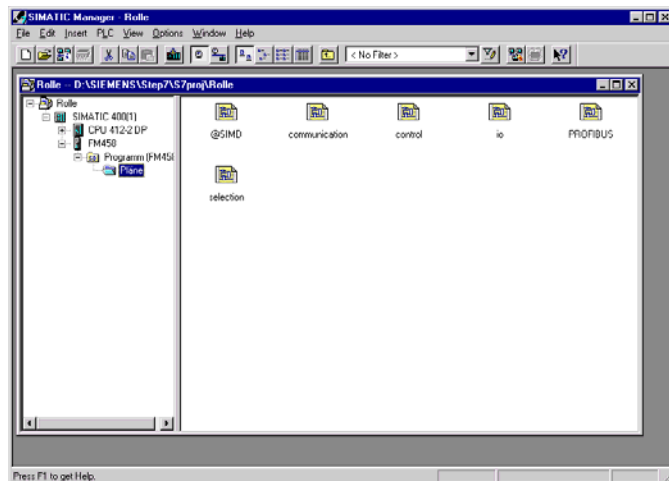 SIMATIC Manager - Rolle
File Edit Insert PLC View Options Window Help
< No Filter >
Rolle -- D:\SIEMENS\Step7\S7proj\Rolle
Rolle
SIMATIC 400(1)
CPU 412-2 DP
FM458
Programm (FM45
Pläne
@SIMD communication control io PROFIBUS
selection
Press F1 to get Help.